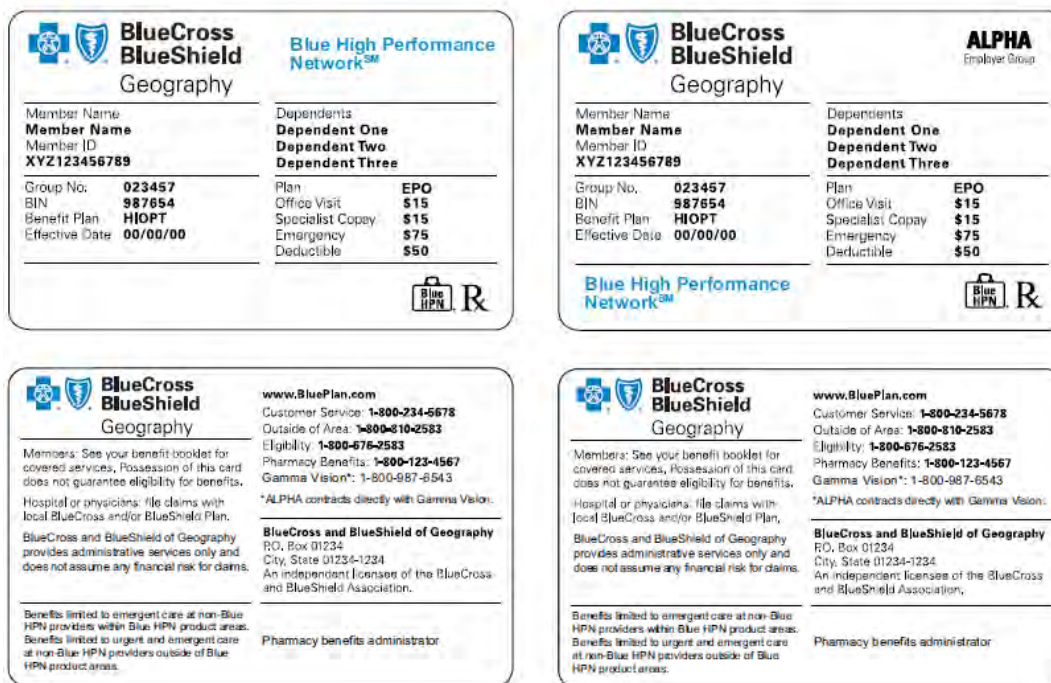 BlueCross
BlueShield
Geography
Blue High Performance
Network℠
Member Name
Member Name
Member ID
XYZ123456789
Dependents
Dependent One
Dependent Two
Dependent Three
Group No. 023457
BIN 987654
Benefit Plan HIOPT
Effective Date 00/00/00
Plan EPO
Office Visit $15
Specialist Copay $15
Emergency $75
Deductible $50
Blue
HPN
Rx
BlueCross
BlueShield
Geography
ALPHA
Employer Group
Member Name
Member Name
Member ID
XYZ123456789
Dependents
Dependent One
Dependent Two
Dependent Three
Group No. 023457
BIN 987654
Benefit Plan HIOPT
Effective Date 00/00/00
Plan EPO
Office Visit $15
Specialist Copay $15
Emergency $75
Deductible $50
Blue High Performance
Network℠
Blue
HPN
Rx
BlueCross
BlueShield
Geography
Members: See your benefit booklet for
covered services. Possession of this card
does not guarantee eligibility for benefits.
Hospital or physicians: file claims with
local BlueCross and/or BlueShield Plan.
BlueCross and BlueShield of Geography
provides administrative services only and
does not assume any financial risk for claims.
Benefits limited to emergent care at non-Blue
HPN providers within Blue HPN product areas.
Benefits limited to urgent and emergent care
at non-Blue HPN providers outside of Blue
HPN product areas.
www.BluePlan.com
Customer Service: 1-800-234-5678
Outside of Area: 1-800-810-2583
Eligibility: 1-800-676-2583
Pharmacy Benefits: 1-800-123-4567
Gamma Vision*: 1-800-987-6543
*ALPHA contracts directly with Gamma Vision.
BlueCross and BlueShield of Geography
P.O. Box 01234
City, State 01234-1234
An independent licensee of the BlueCross
and BlueShield Association.
Pharmacy benefits administrator
BlueCross
BlueShield
Geography
Members: See your benefit booklet for
covered services. Possession of this card
does not guarantee eligibility for benefits.
Hospital or physicians: file claims with
local BlueCross and/or BlueShield Plan.
BlueCross and BlueShield of Geography
provides administrative services only and
does not assume any financial risk for claims.
Benefits limited to emergent care at non-Blue
HPN providers within Blue HPN product areas.
Benefits limited to urgent and emergent care
at non-Blue HPN providers outside of Blue
HPN product areas.
www.BluePlan.com
Customer Service: 1-800-234-5678
Outside of Area: 1-800-810-2583
Eligibility: 1-800-676-2583
Pharmacy Benefits: 1-800-123-4567
Gamma Vision*: 1-800-987-6543
*ALPHA contracts directly with Gamma Vision.
BlueCross and BlueShield of Geography
P.O. Box 01234
City, State 01234-1234
An independent licensee of the BlueCross
and BlueShield Association.
Pharmacy benefits administrator